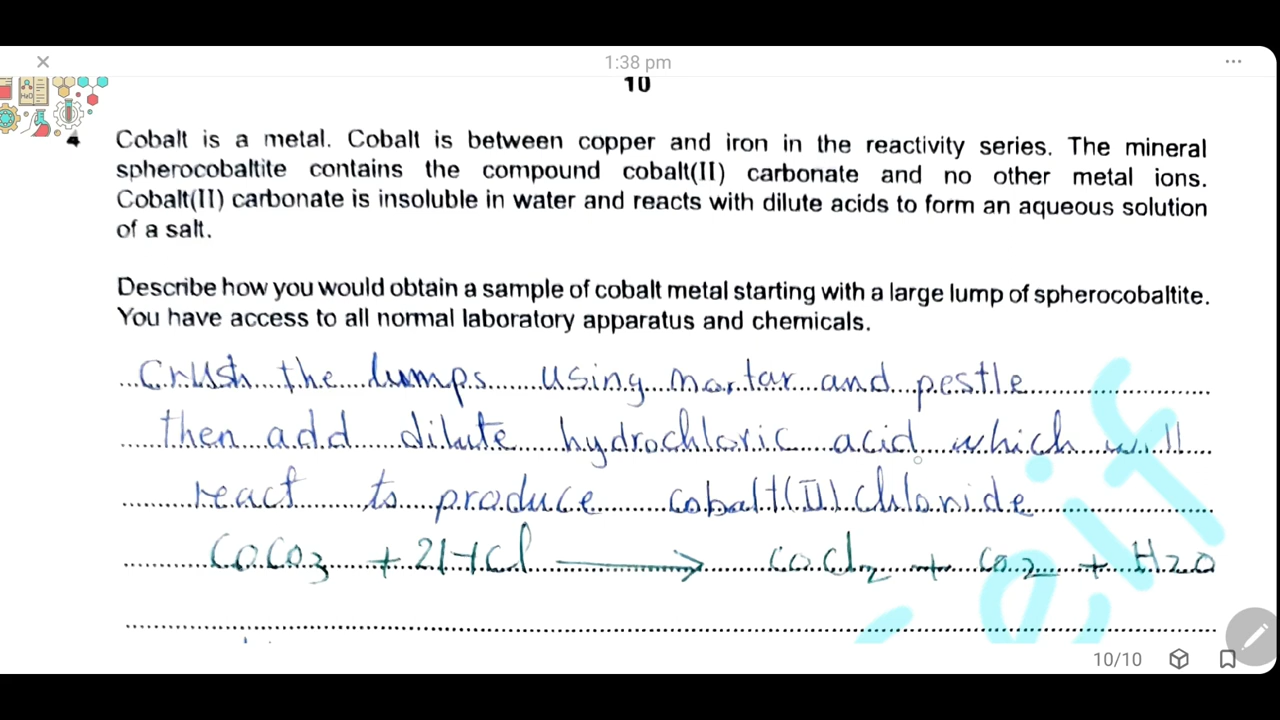 1:38 pm
10
4 Cobalt is a metal. Cobalt is between copper and iron in the reactivity series. The mineral
spherocobaltite contains the compound cobalt(II) carbonate and no other metal ions.
Cobalt(II) carbonate is insoluble in water and reacts with dilute acids to form an aqueous solution
of a salt.
Describe how you would obtain a sample of cobalt metal starting with a large lump of spherocobaltite.
You have access to all normal laboratory apparatus and chemicals.
Crush the lumps using mortar and pestle
then add dilute hydrochloric acid which will
react to produce cobalt(II) chloride
CoCO3 + 2HCl → CoCl2 + CO2 + H2O
10/10